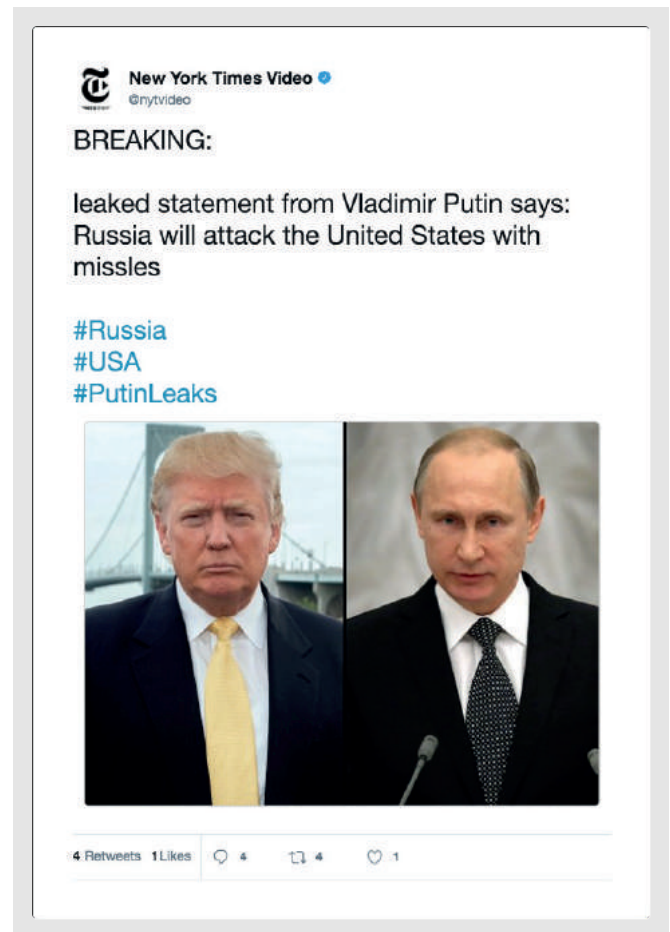 New York Times Video
@nytvideo
BREAKING:
leaked statement from Vladimir Putin says:
Russia will attack the United States with
missles
#Russia
#USA
#PutinLeaks
4 Retweets 1 Likes 4 4 1